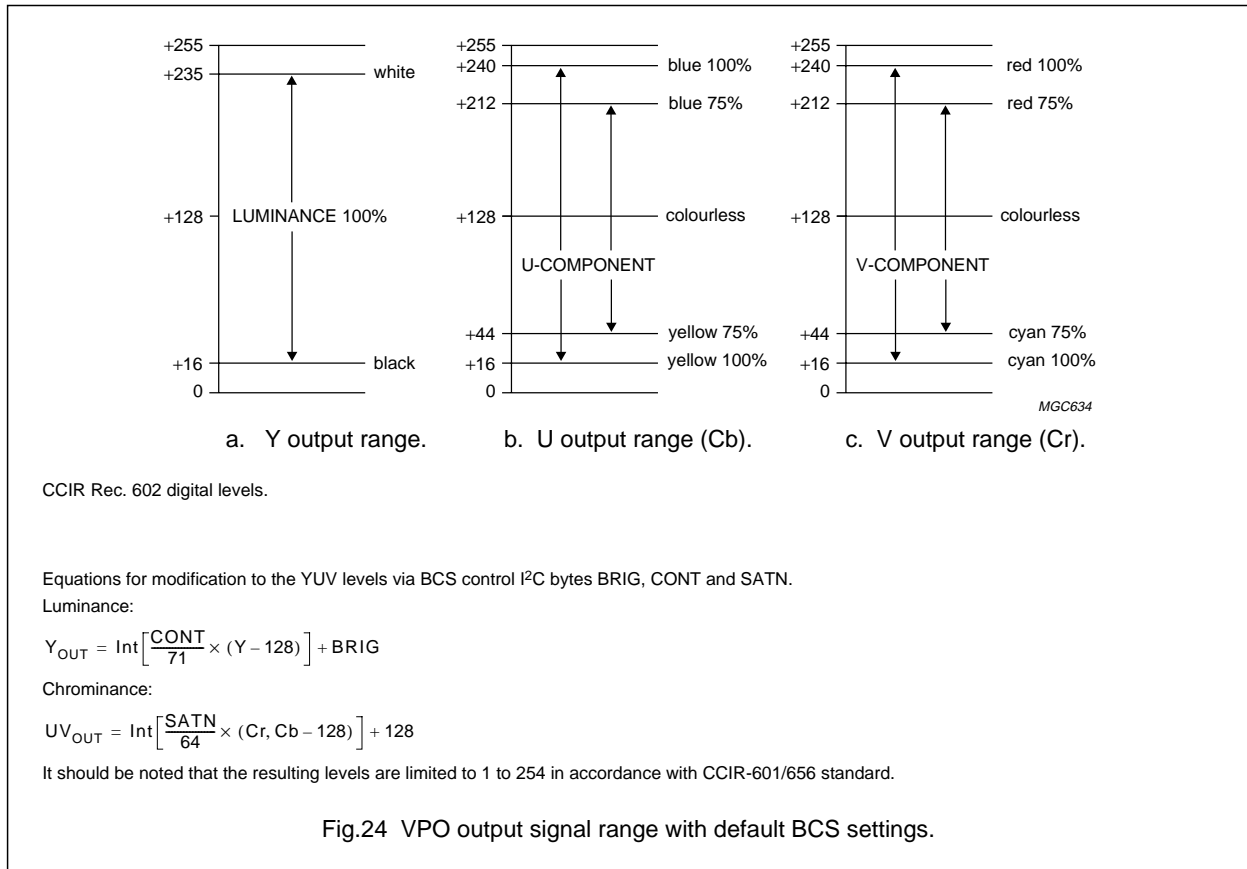 +255
+235
white
+128
LUMINANCE 100%
+16
black
0
a. Y output range.
+255
+240
blue 100%
+212
blue 75%
+128
colourless
U-COMPONENT
+44
yellow 75%
+16
yellow 100%
0
b. U output range (Cb).
+255
+240
red 100%
+212
red 75%
+128
colourless
V-COMPONENT
+44
cyan 75%
+16
cyan 100%
0
MGC634
c. V output range (Cr).
CCIR Rec. 602 digital levels.
Equations for modification to the YUV levels via BCS control I²C bytes BRIG, CONT and SATN.
Luminance:
Y_OUT = Int[CONT/71 × (Y – 128)] + BRIG
Chrominance:
UV_OUT = Int[SATN/64 × (Cr, Cb – 128)] + 128
It should be noted that the resulting levels are limited to 1 to 254 in accordance with CCIR-601/656 standard.
Fig.24 VPO output signal range with default BCS settings.